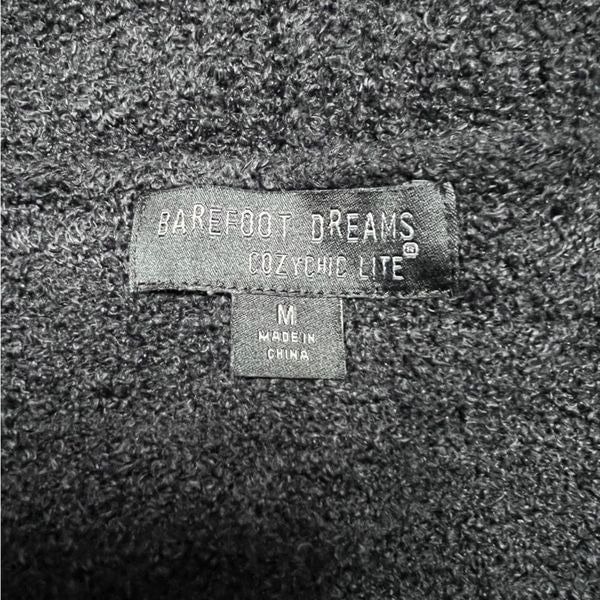 BAREFOOT DREAMS
COZYCHIC LITE®
M
MADE IN
CHINA